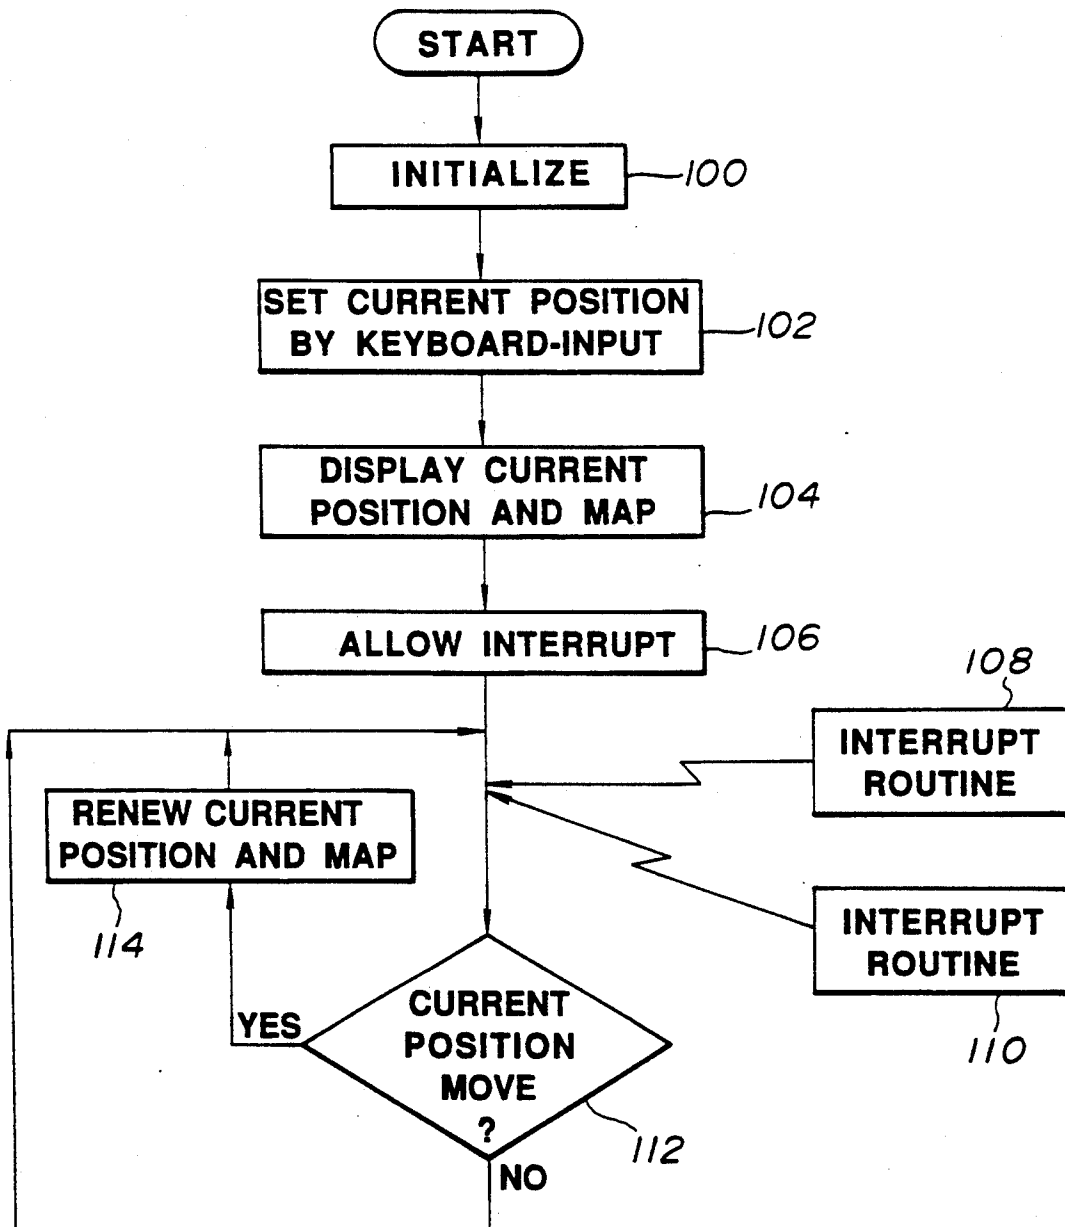 START
INITIALIZE
100
SET CURRENT POSITION
BY KEYBOARD-INPUT
102
DISPLAY CURRENT
POSITION AND MAP
104
ALLOW INTERRUPT
106
108
INTERRUPT
ROUTINE
RENEW CURRENT
POSITION AND MAP
114
INTERRUPT
ROUTINE
110
YES
CURRENT
POSITION
MOVE
?
112
NO